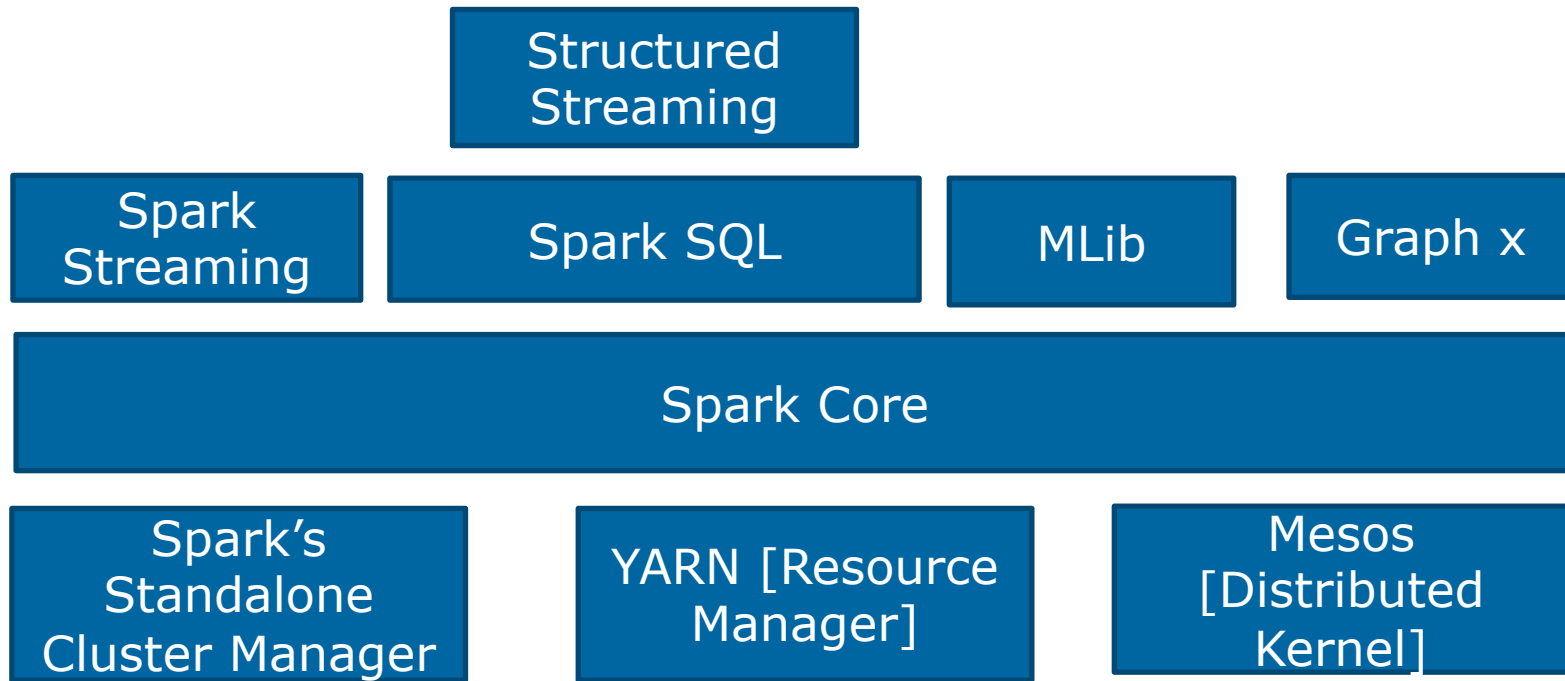 Structured
Streaming
Spark
Streaming
Spark SQL
MLib
Graph x
Spark Core
Spark’s
Standalone
Cluster Manager
YARN [Resource
Manager]
Mesos
[Distributed
Kernel]